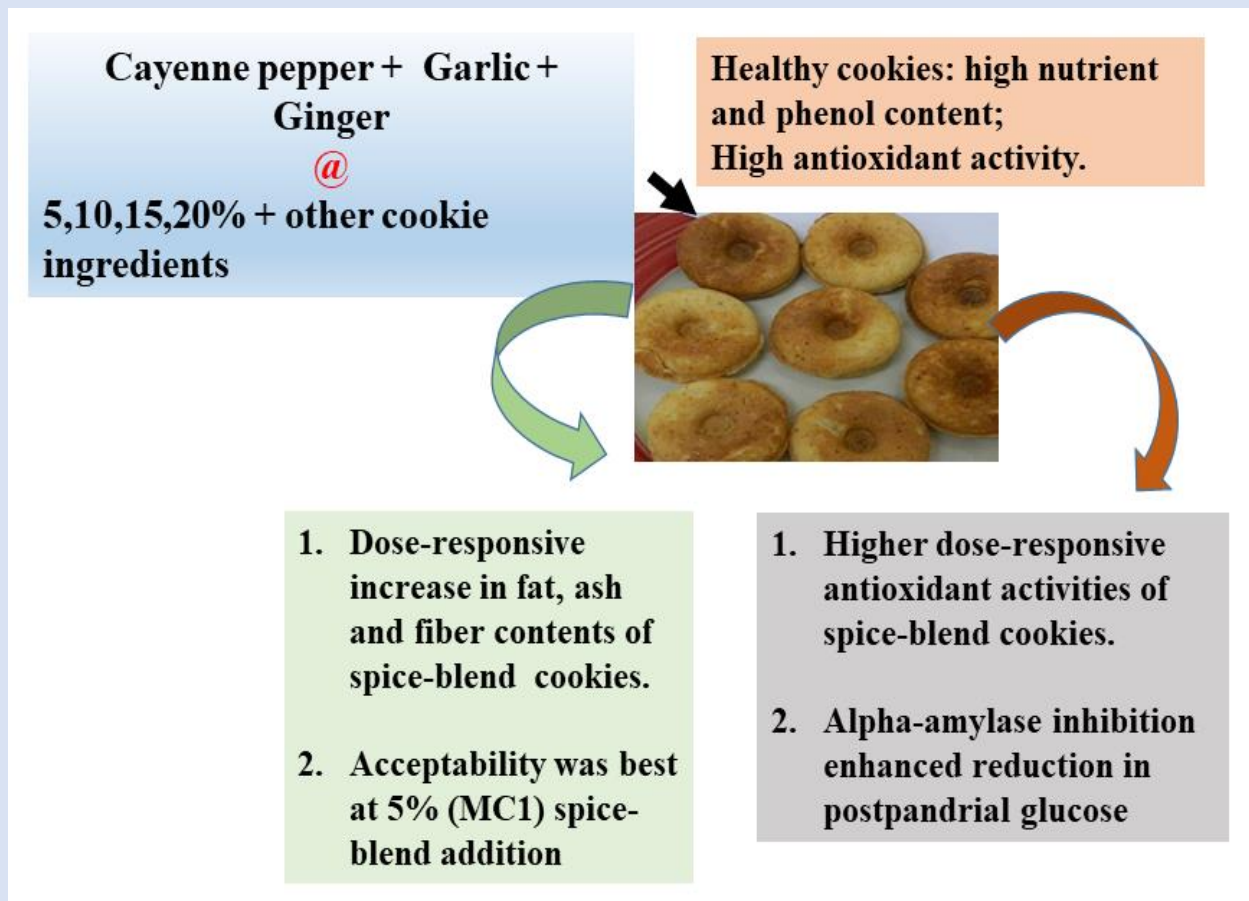 Cayenne pepper + Garlic +
Ginger
@
5,10,15,20% + other cookie
ingredients
Healthy cookies: high nutrient
and phenol content;
High antioxidant activity.
1. Dose-responsive
increase in fat, ash
and fiber contents of
spice-blend cookies.
2. Acceptability was best
at 5% (MC1) spice-
blend addition
1. Higher dose-responsive
antioxidant activities of
spice-blend cookies.
2. Alpha-amylase inhibition
enhanced reduction in
postpandrial glucose